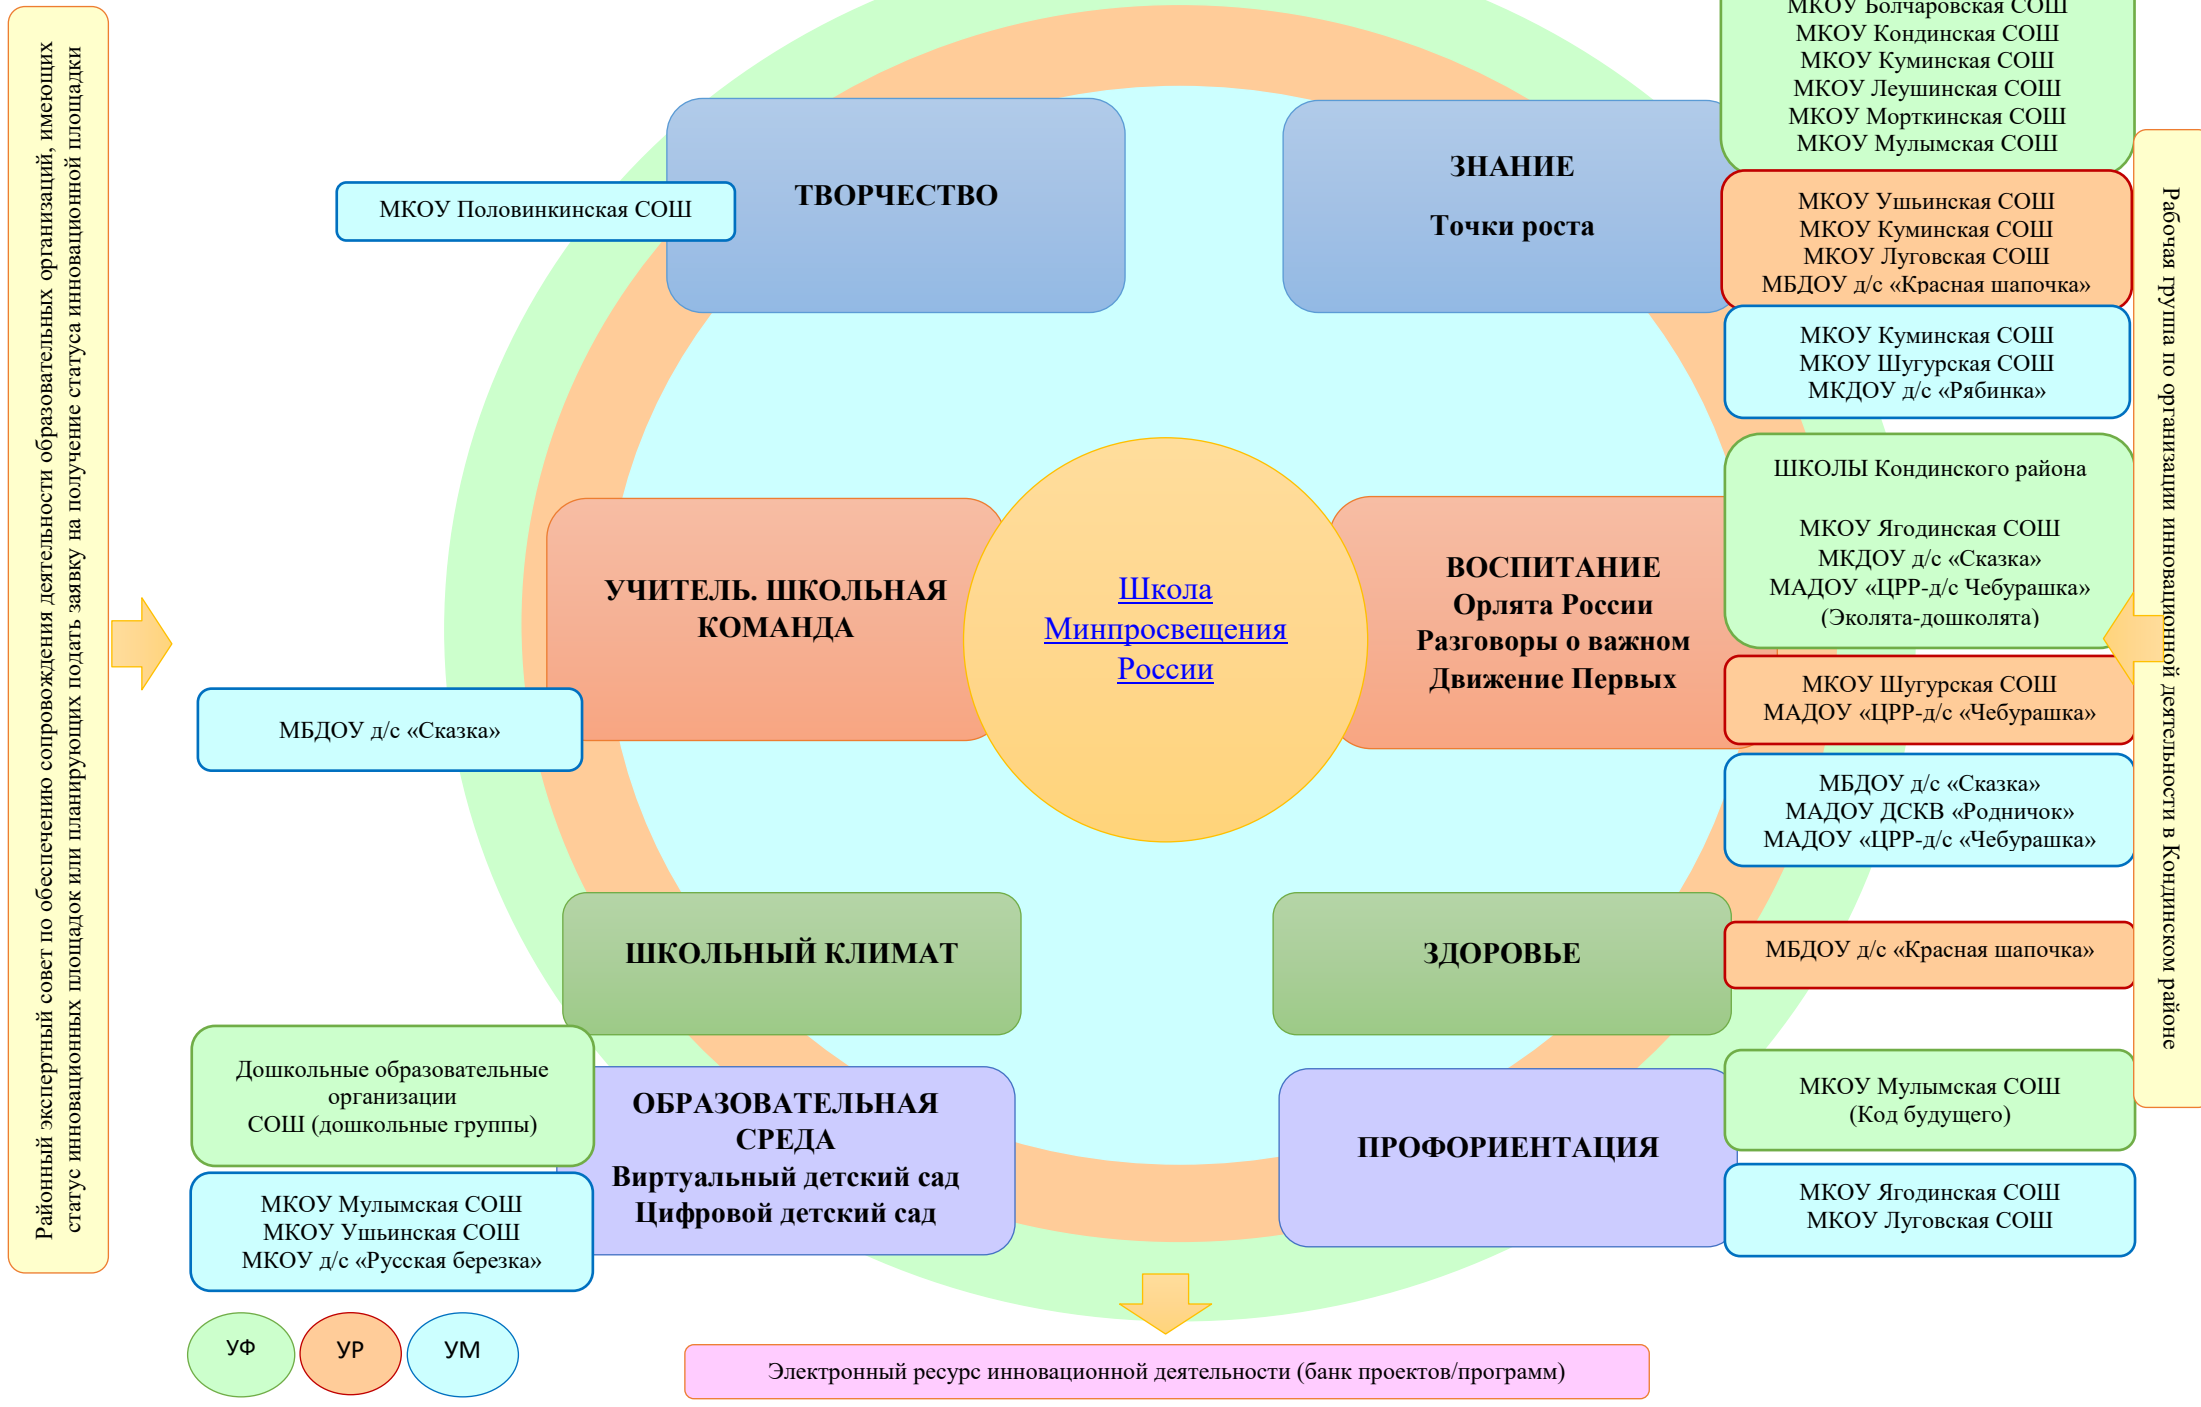 Районный экспертный совет по обеспечению сопровождения деятельности образовательных организаций, имеющих
статус инновационных площадок или планирующих подать заявку на получение статуса инновационной площадки
ТВОРЧЕСТВО
МКОУ Половинкинская СОШ
ЗНАНИЕ
Точки роста
МКОУ Болчаровская СОШ
МКОУ Кондинская СОШ
МКОУ Куминская СОШ
МКОУ Леушинская СОШ
МКОУ Морткинская СОШ
МКОУ Мулымская СОШ
МКОУ Ушьинская СОШ
МКОУ Куминская СОШ
МКОУ Луговская СОШ
МБДОУ д/с «Красная шапочка»
МКОУ Куминская СОШ
МКОУ Шугурская СОШ
МКДОУ д/с «Рябинка»
УЧИТЕЛЬ. ШКОЛЬНАЯ
КОМАНДА
МБДОУ д/с «Сказка»
Школа
Минпросвещения
России
ВОСПИТАНИЕ
Орлята России
Разговоры о важном
Движение Первых
ШКОЛЫ Кондинского района
МКОУ Ягодинская СОШ
МКДОУ д/с «Сказка»
МАДОУ «ЦРР-д/с Чебурашка»
(Эколята-дошколята)
МКОУ Шугурская СОШ
МАДОУ «ЦРР-д/с «Чебурашка»
МБДОУ д/с «Сказка»
МАДОУ ДСКВ «Родничок»
МАДОУ «ЦРР-д/с «Чебурашка»
ШКОЛЬНЫЙ КЛИМАТ
ЗДОРОВЬЕ
МБДОУ д/с «Красная шапочка»
Дошкольные образовательные
организации
СОШ (дошкольные группы)
МКОУ Мулымская СОШ
МКОУ Ушьинская СОШ
МКОУ д/с «Русская березка»
ОБРАЗОВАТЕЛЬНАЯ
СРЕДА
Виртуальный детский сад
Цифровой детский сад
ПРОФОРИЕНТАЦИЯ
МКОУ Мулымская СОШ
(Код будущего)
МКОУ Ягодинская СОШ
МКОУ Луговская СОШ
Рабочая группа по организации инновационной деятельности в Кондинском районе
УФ
УР
УМ
Электронный ресурс инновационной деятельности (банк проектов/программ)